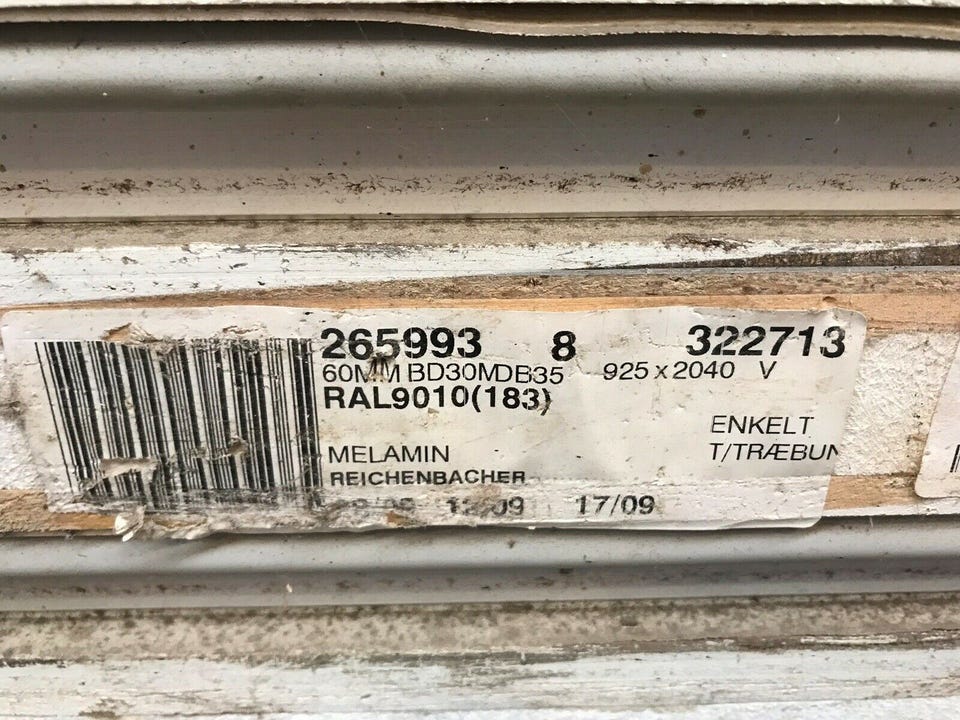 265993 8 322713
60MM BD30MDB35 925 x 2040 V
RAL9010(183)
ENKELT
MELAMIN T/TRÆBUN
REICHENBACHER
17/09